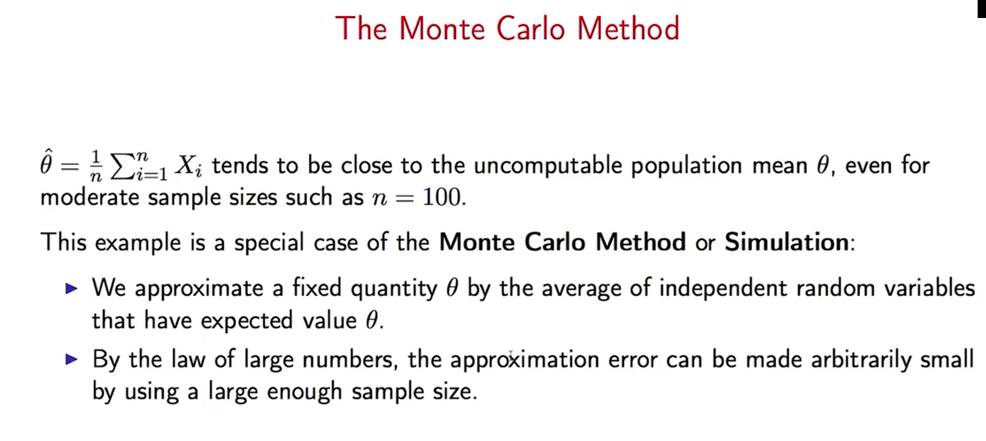 The Monte Carlo Method
θ̂ = 1/n ∑ⁿᵢ₌₁ Xᵢ tends to be close to the uncomputable population mean θ, even for
moderate sample sizes such as n = 100.
This example is a special case of the Monte Carlo Method or Simulation:
▶ We approximate a fixed quantity θ by the average of independent random variables
that have expected value θ.
▶ By the law of large numbers, the approximation error can be made arbitrarily small
by using a large enough sample size.